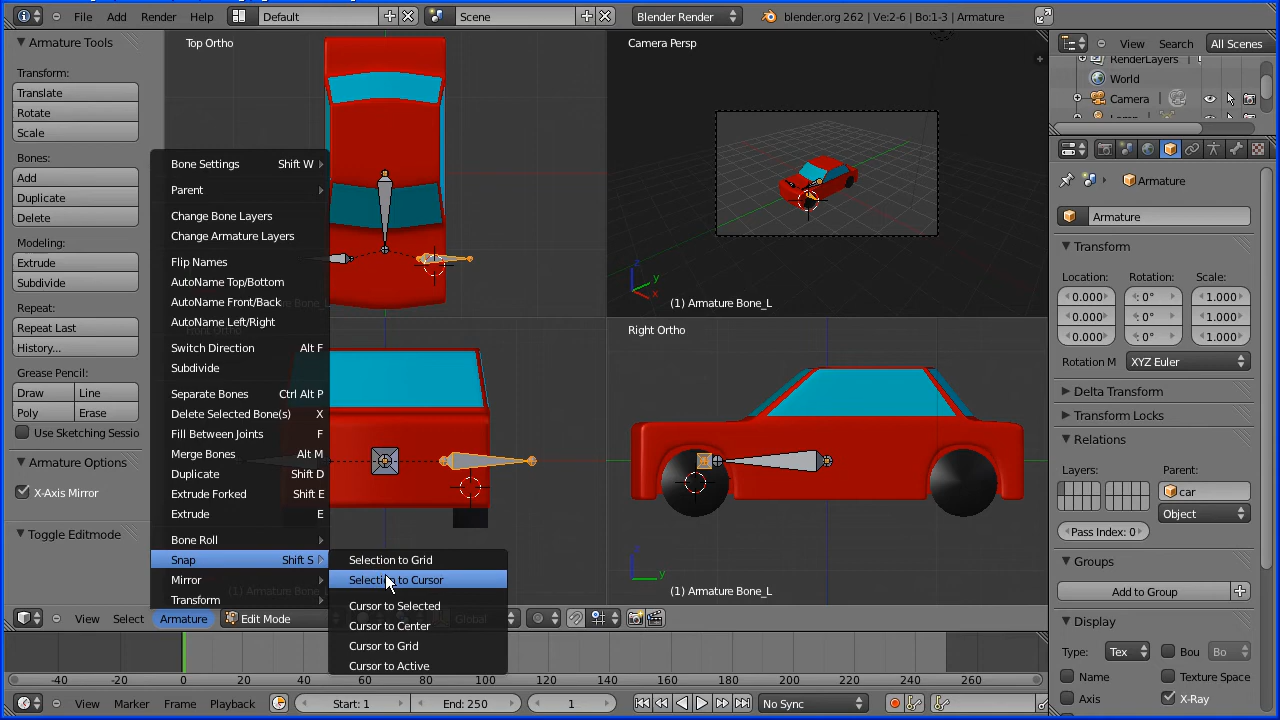 File Add Render Help Default Scene Blender Render blender.org 262 | Ve:2-6 | Bo:1-3 | Armature
Armature Tools
Transform:
Translate
Rotate
Scale
Bones:
Add
Duplicate
Delete
Modeling:
Extrude
Subdivide
Repeat:
Repeat Last
History...
Grease Pencil:
Draw Line
Poly Erase
Use Sketching Sessio
Armature Options
X-Axis Mirror
Toggle Editmode
Top Ortho
Camera Persp
(1) Armature Bone_L
Right Ortho
(1) Armature Bone_L
z
y
x
y
Bone Settings Shift W
Parent
Change Bone Layers
Change Armature Layers
Flip Names
AutoName Top/Bottom
AutoName Front/Back
AutoName Left/Right
Switch Direction Alt F
Subdivide
Separate Bones Ctrl Alt P
Delete Selected Bone(s) X
Fill Between Joints F
Merge Bones Alt M
Duplicate Shift D
Extrude Forked Shift E
Extrude E
Bone Roll
Snap Shift S
Mirror
Transform
Selection to Grid
Selection to Cursor
Cursor to Selected
Cursor to Center
Cursor to Grid
Cursor to Active
(1) Armature Bone_L
View Select Armature Edit Mode Global
-40 -20 0 20 40 60 80 100 120 140 160 180 200 220 240 260
View Marker Frame Playback Start: 1 End: 250 1 No Sync
View Search All Scenes
RenderLayers
World
Camera
Armature
Armature
Transform
Location: Rotation: Scale:
0.000 0° 1.000
0.000 0° 1.000
0.000 0° 1.000
Rotation M XYZ Euler
Delta Transform
Transform Locks
Relations
Layers: Parent:
car
Object
Pass Index: 0
Groups
Add to Group
Display
Type: Tex Bou Bo
Name Texture Space
Axis X-Ray